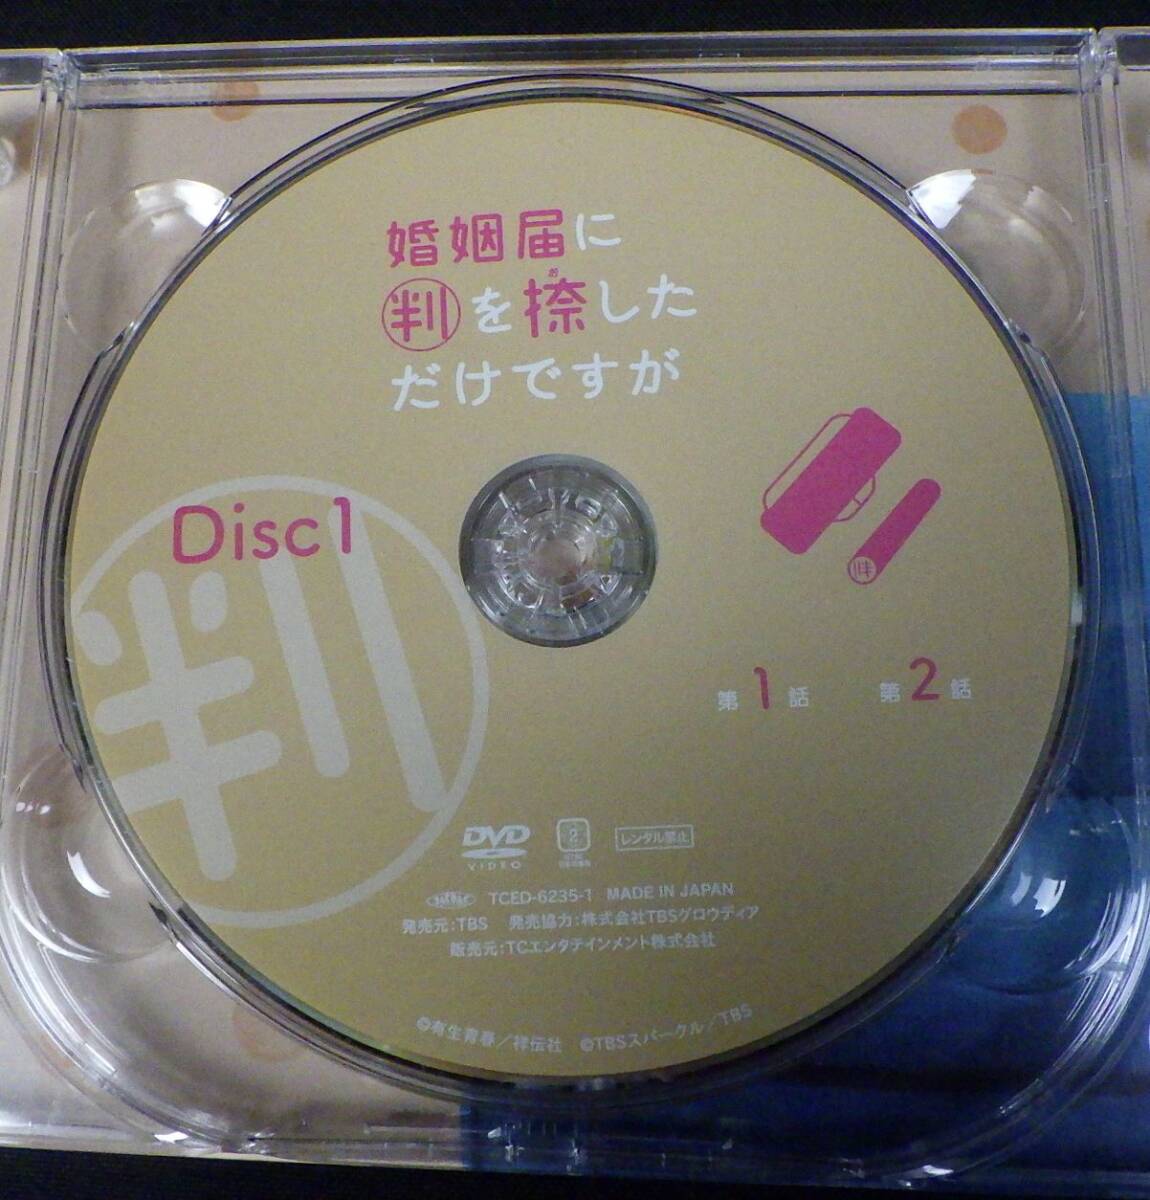 婚姻届に
判を捺した
お
だけですが
Disc1
判
判
第1話 第2話
DVD VIDEO
2
レンタル禁止
TCED-6235-1 MADE IN JAPAN
発売元:TBS 発売協力:株式会社TBSグロウディア
販売元:TCエンタテインメント株式会社
©有生青春／祥伝社 ©TBSスパークル／TBS